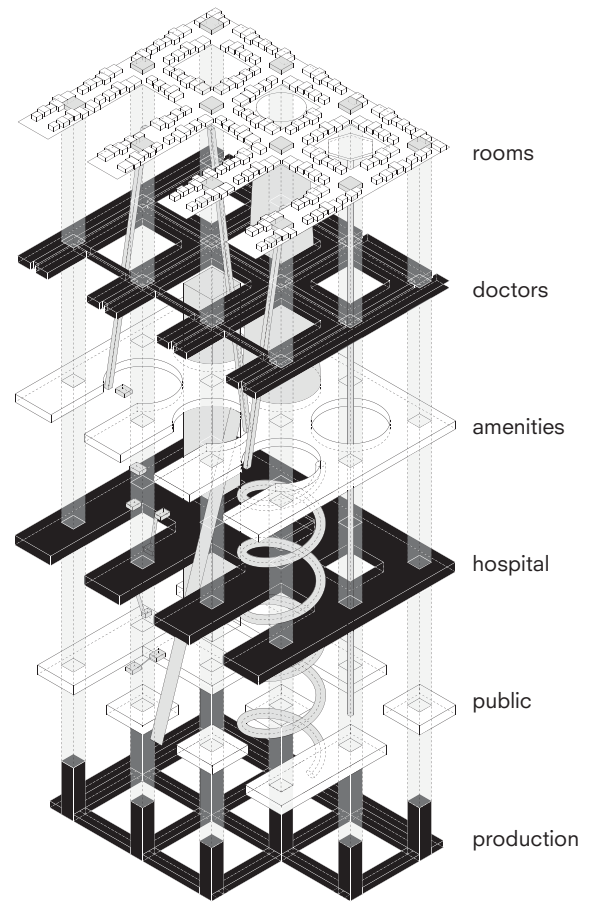 rooms
doctors
amenities
hospital
public
production